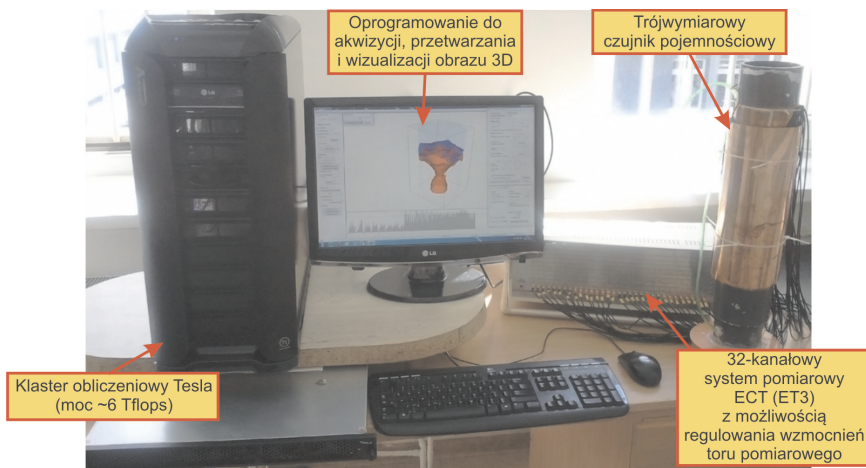 Oprogramowanie do
akwizycji, przetwarzania
i wizualizacji obrazu 3D
Trójwymiarowy
czujnik pojemnościowy
LG
LG
Klaster obliczeniowy Tesla
(moc ~6 Tflops)
32-kanałowy
system pomiarowy
ECT (ET3)
z możliwością
regulowania wzmocnień
toru pomiarowego